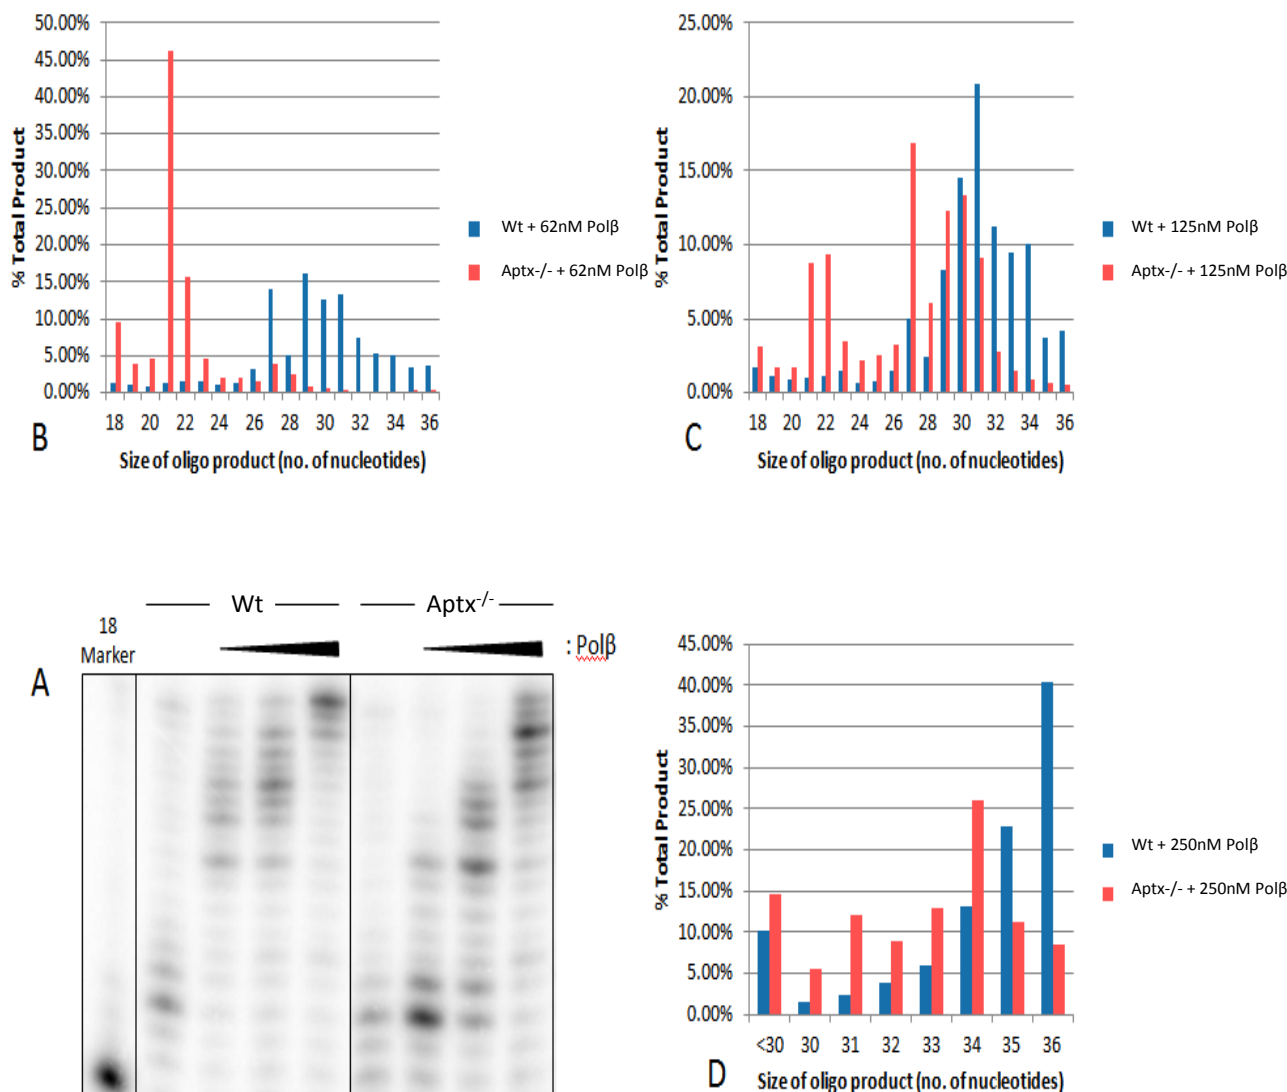 50.00%
45.00%
40.00%
35.00%
30.00%
25.00%
20.00%
15.00%
10.00%
5.00%
0.00%
% Total Product
18 20 22 24 26 28 30 32 34 36
Size of oligo product (no. of nucleotides)
B
Wt + 62nM Polβ
Aptx-/- + 62nM Polβ
25.00%
20.00%
15.00%
10.00%
5.00%
0.00%
% Total Product
18 20 22 24 26 28 30 32 34 36
Size of oligo product (no. of nucleotides)
C
Wt + 125nM Polβ
Aptx-/- + 125nM Polβ
A
18
Marker
Wt
Aptx-/-
: Polβ
45.00%
40.00%
35.00%
30.00%
25.00%
20.00%
15.00%
10.00%
5.00%
0.00%
% Total Product
<30 30 31 32 33 34 35 36
Size of oligo product (no. of nucleotides)
D
Wt + 250nM Polβ
Aptx-/- + 250nM Polβ